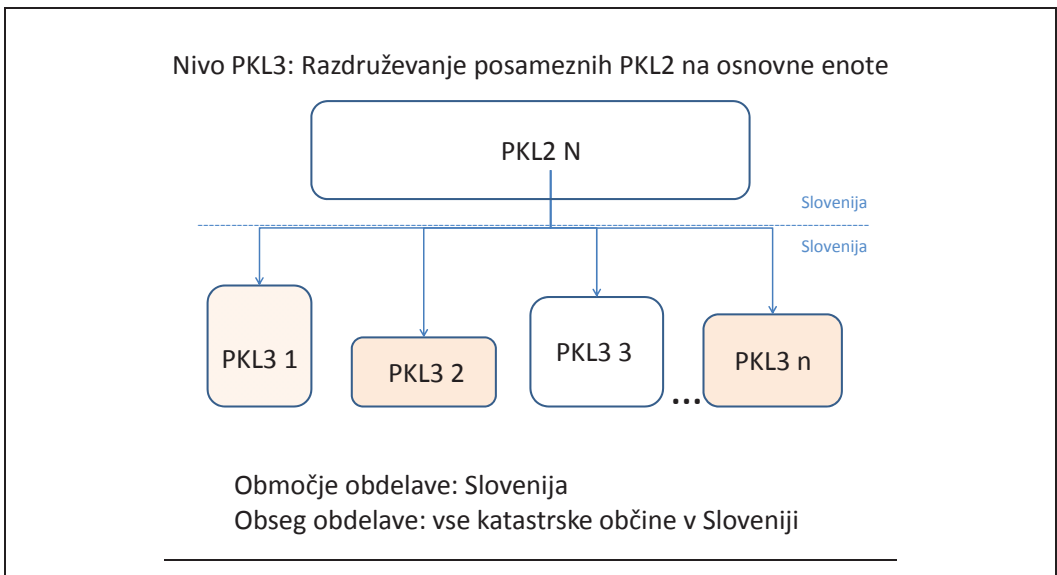 Nivo PKL3: Razdruževanje posameznih PKL2 na osnovne enote
PKL2 N
Slovenija
Slovenija
PKL3 1
PKL3 2
PKL3 3
...
PKL3 n
Območje obdelave: Slovenija
Obseg obdelave: vse katastrske občine v Sloveniji